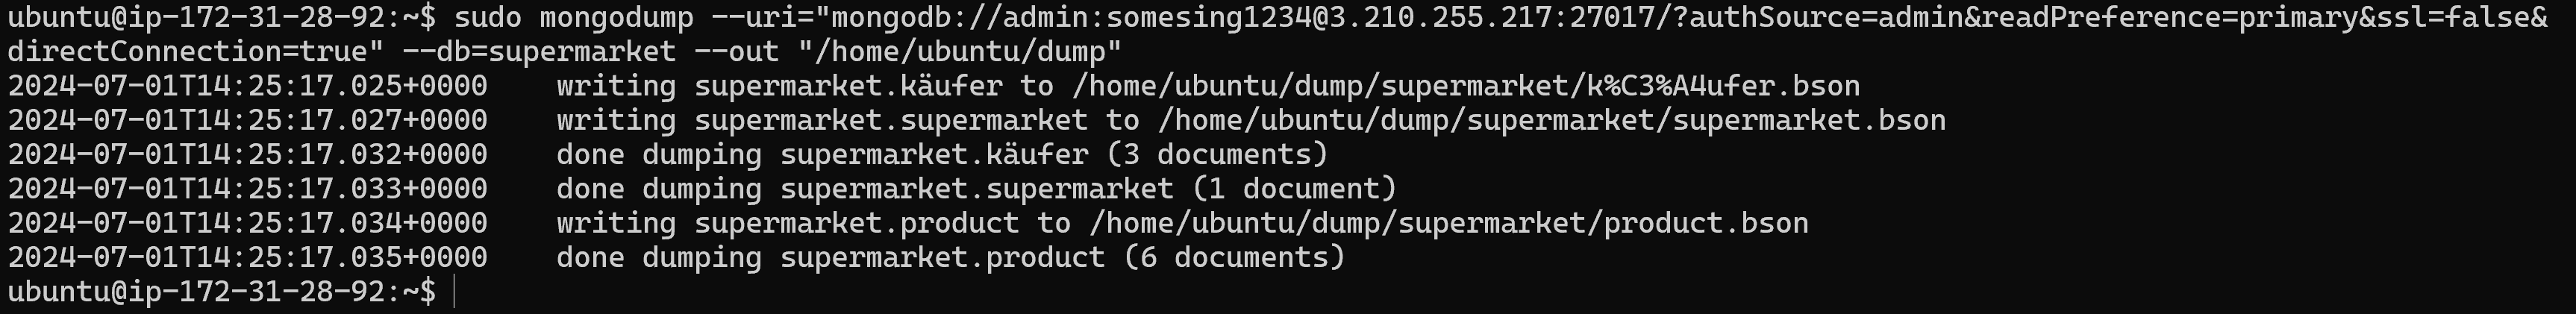 ubuntu@ip-172-31-28-92:~$ sudo mongodump --uri="mongodb://admin:somesing1234@3.210.255.217:27017/?authSource=admin&readPreference=primary&ssl=false&
directConnection=true" --db=supermarket --out "/home/ubuntu/dump"
2024-07-01T14:25:17.025+0000    writing supermarket.käufer to /home/ubuntu/dump/supermarket/k%C3%A4ufer.bson
2024-07-01T14:25:17.027+0000    writing supermarket.supermarket to /home/ubuntu/dump/supermarket/supermarket.bson
2024-07-01T14:25:17.032+0000    done dumping supermarket.käufer (3 documents)
2024-07-01T14:25:17.033+0000    done dumping supermarket.supermarket (1 document)
2024-07-01T14:25:17.034+0000    writing supermarket.product to /home/ubuntu/dump/supermarket/product.bson
2024-07-01T14:25:17.035+0000    done dumping supermarket.product (6 documents)
ubuntu@ip-172-31-28-92:~$